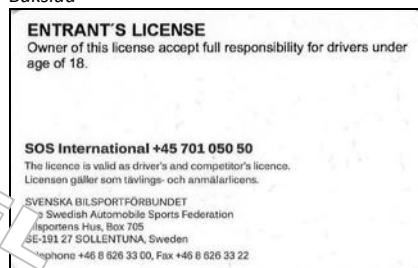 ENTRANT´S LICENSE
Owner of this license accept full responsibility for drivers under
age of 18.
SOS International +45 701 050 50
The licence is valid as driver's and competitor's licence.
Licensen gäller som tävlings- och anmälarlicens.
SVENSKA BILSPORTFÖRBUNDET
Swedish Automobile Sports Federation
Hus, Box 705
SE-191 27 SOLLENTUNA, Sweden
+46 8 626 33 00, Fax +46 8 626 33 22